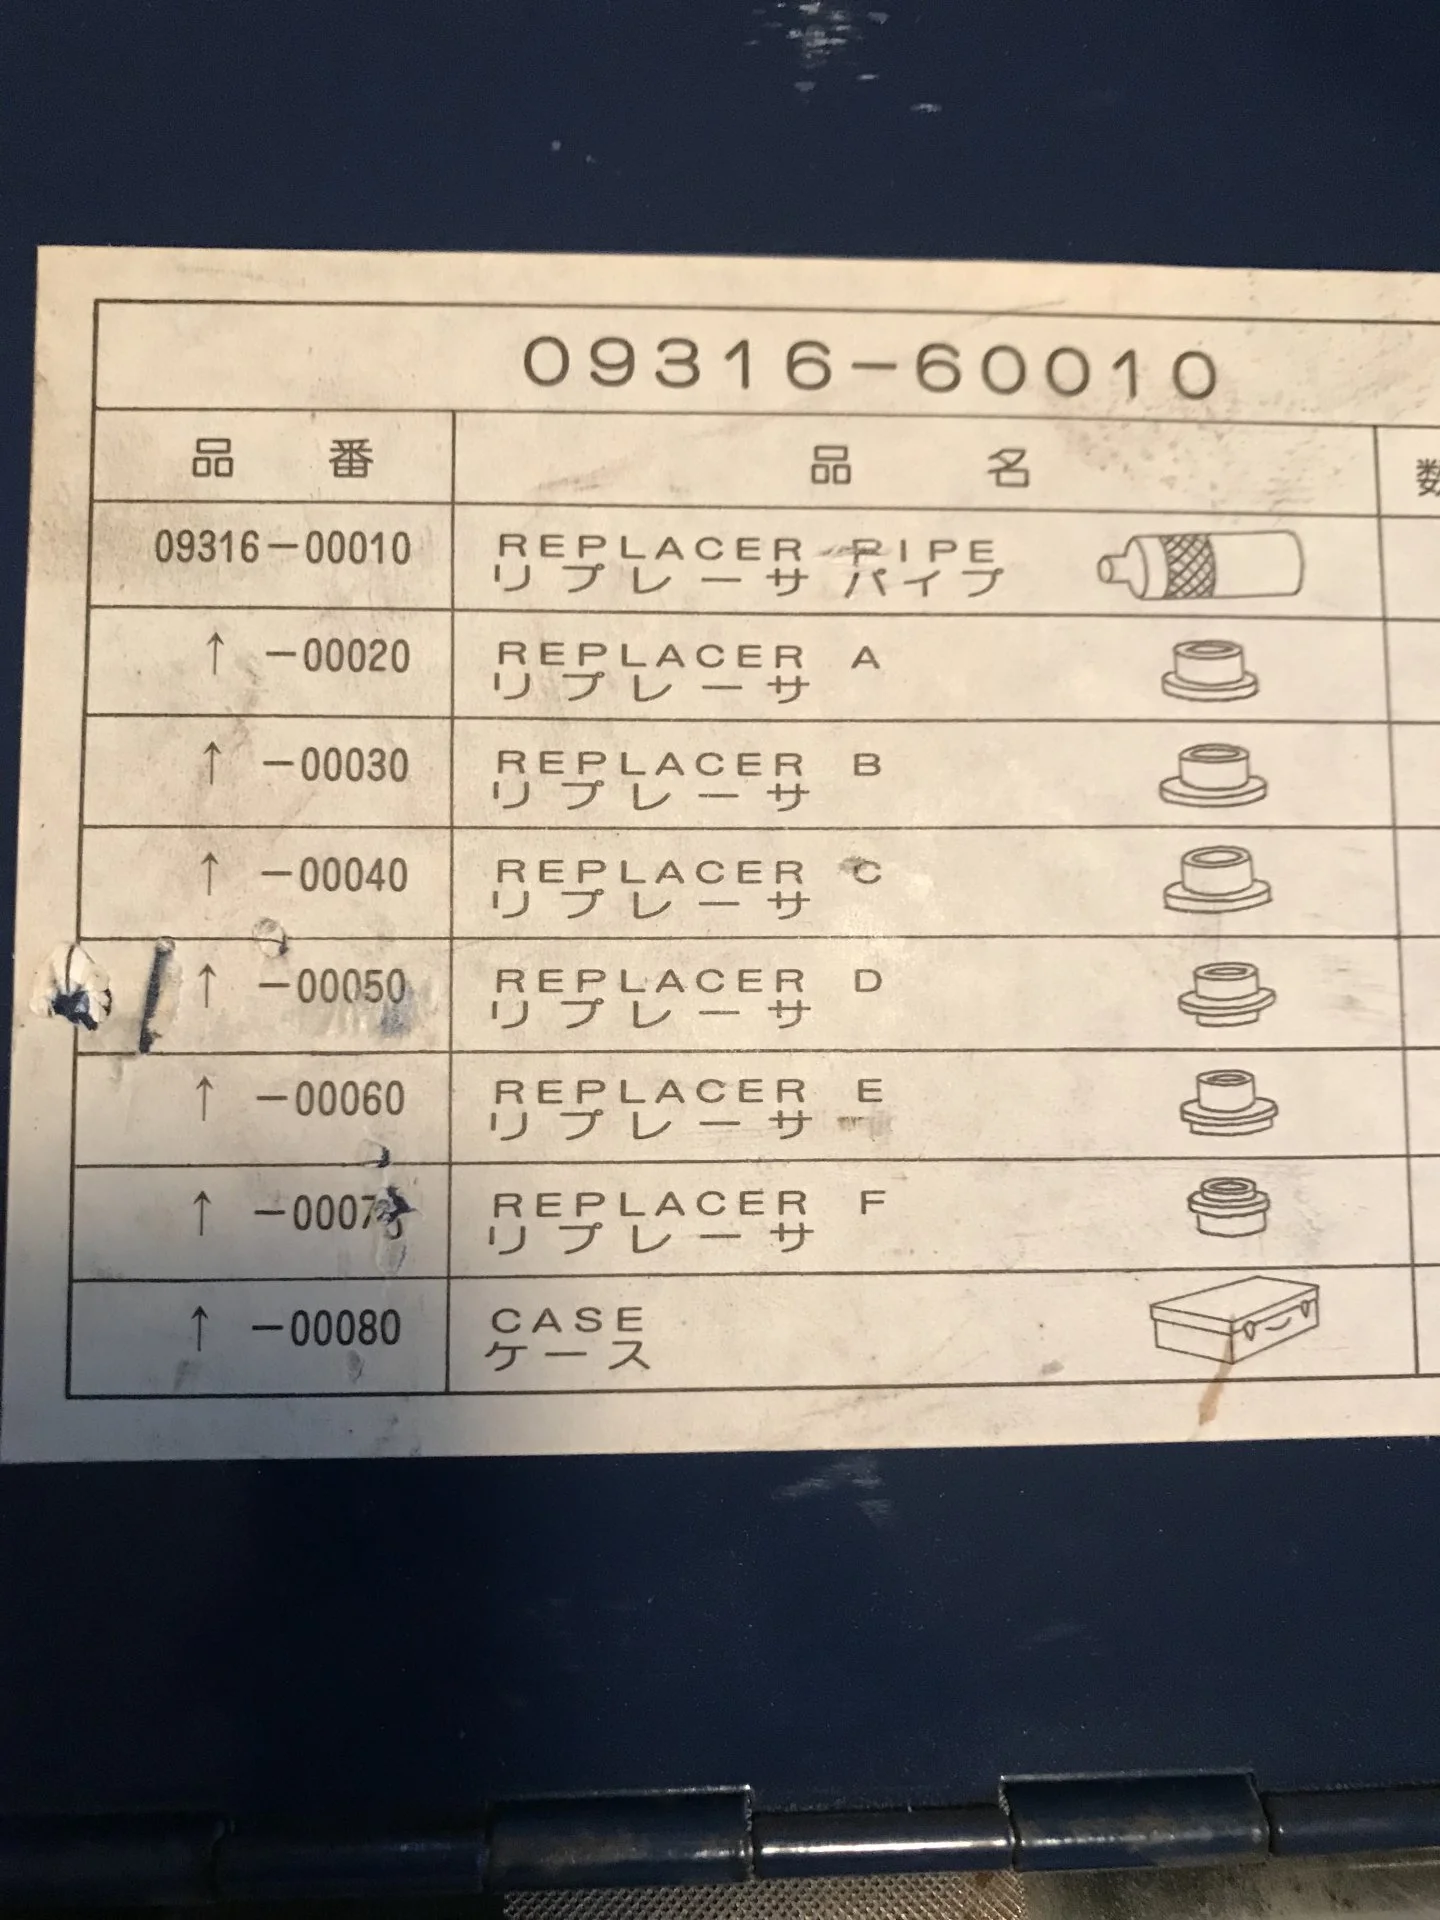 09316-60010
品 番 品 名 数
09316-00010 REPLACER PIPE
リプレーサ パイプ
↑ -00020 REPLACER A
リプレーサ
↑ -00030 REPLACER B
リプレーサ
↑ -00040 REPLACER C
リプレーサ
↑ -00050 REPLACER D
リプレーサ
↑ -00060 REPLACER E
リプレーサ
↑ REPLACER F
リプレーサ
↑ -00080 CASE
ケース